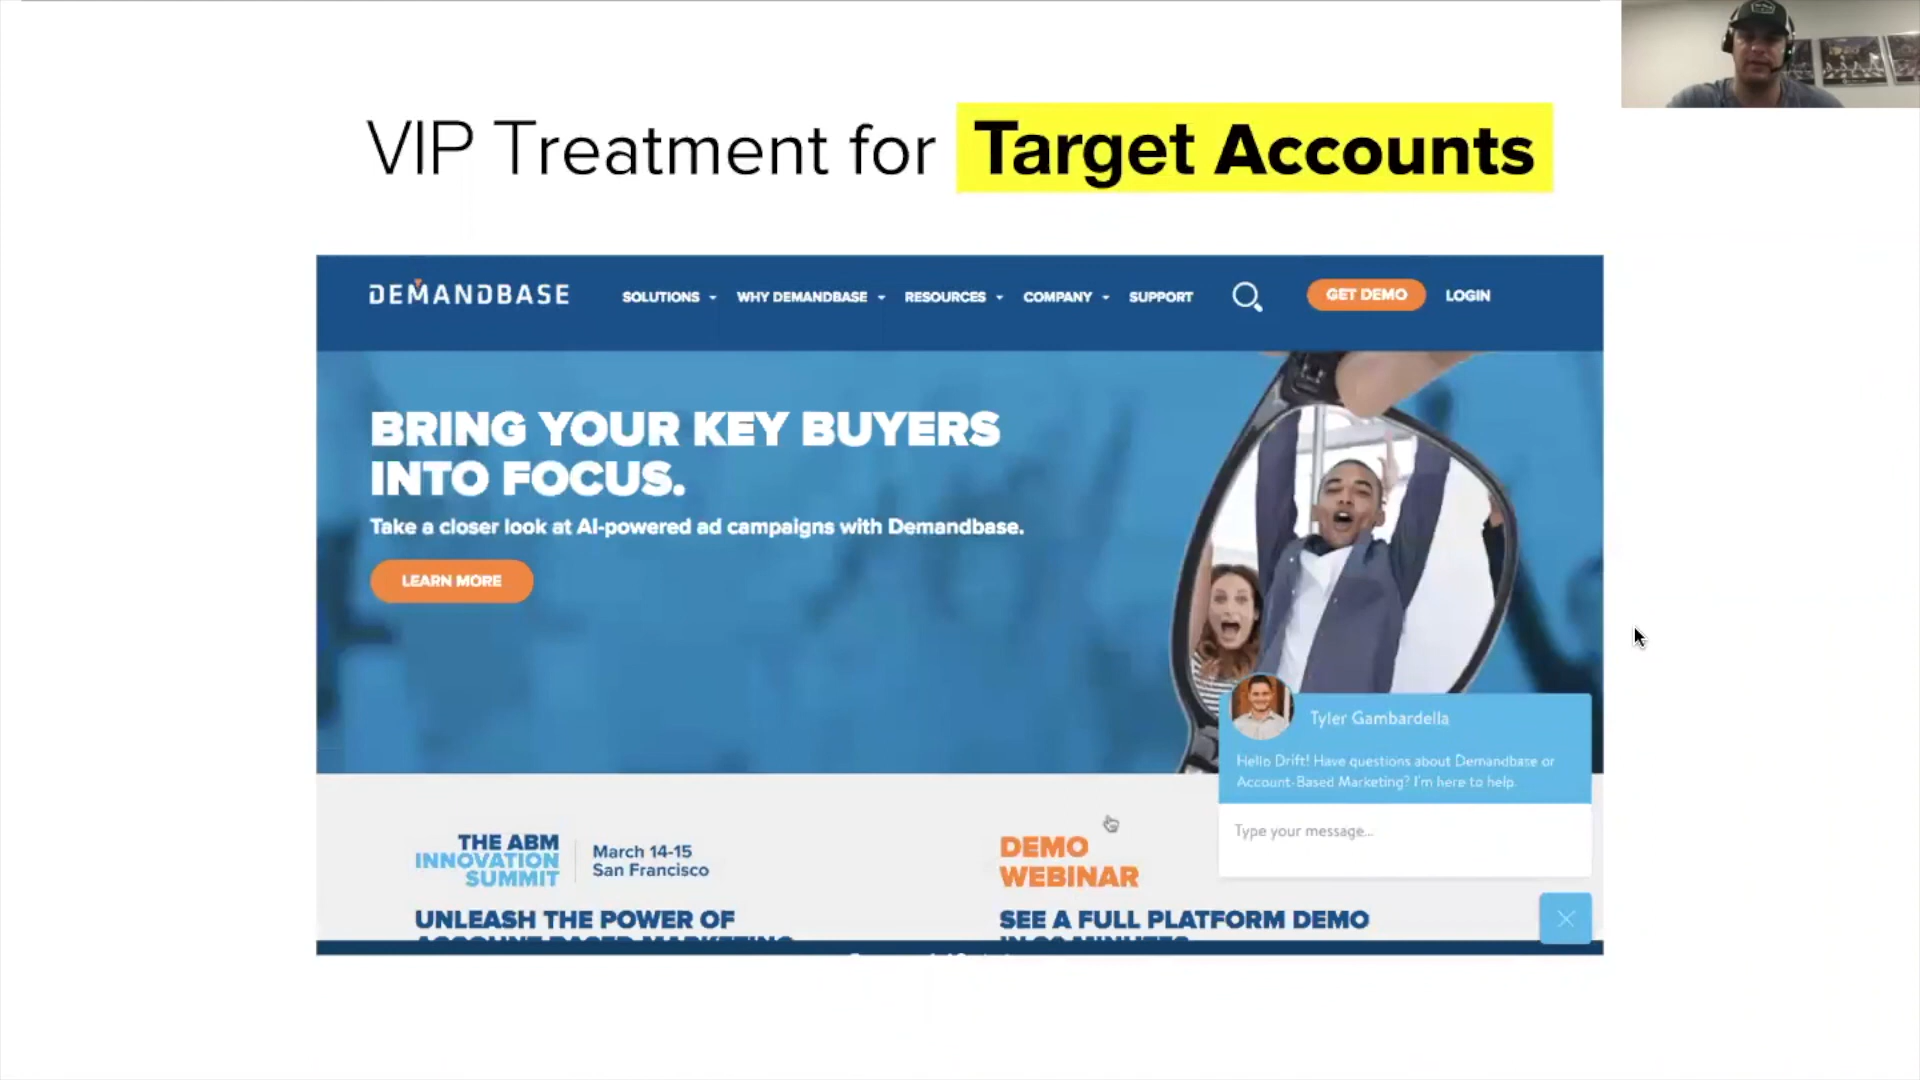 VIP Treatment for Target Accounts
DEMANDBASE
SOLUTIONS
WHY DEMANDBASE
RESOURCES
COMPANY
SUPPORT
GET DEMO
LOGIN
BRING YOUR KEY BUYERS
INTO FOCUS.
Take a closer look at AI-powered ad campaigns with Demandbase.
LEARN MORE
Tyler Gambardella
Hello Drift! Have questions about Demandbase or
Account-Based Marketing? I'm here to help.
Type your message...
THE ABM
INNOVATION
SUMMIT
March 14-15
San Francisco
UNLEASH THE POWER OF
ACCOUNT-BASED MARKETING
DEMO
WEBINAR
SEE A FULL PLATFORM DEMO